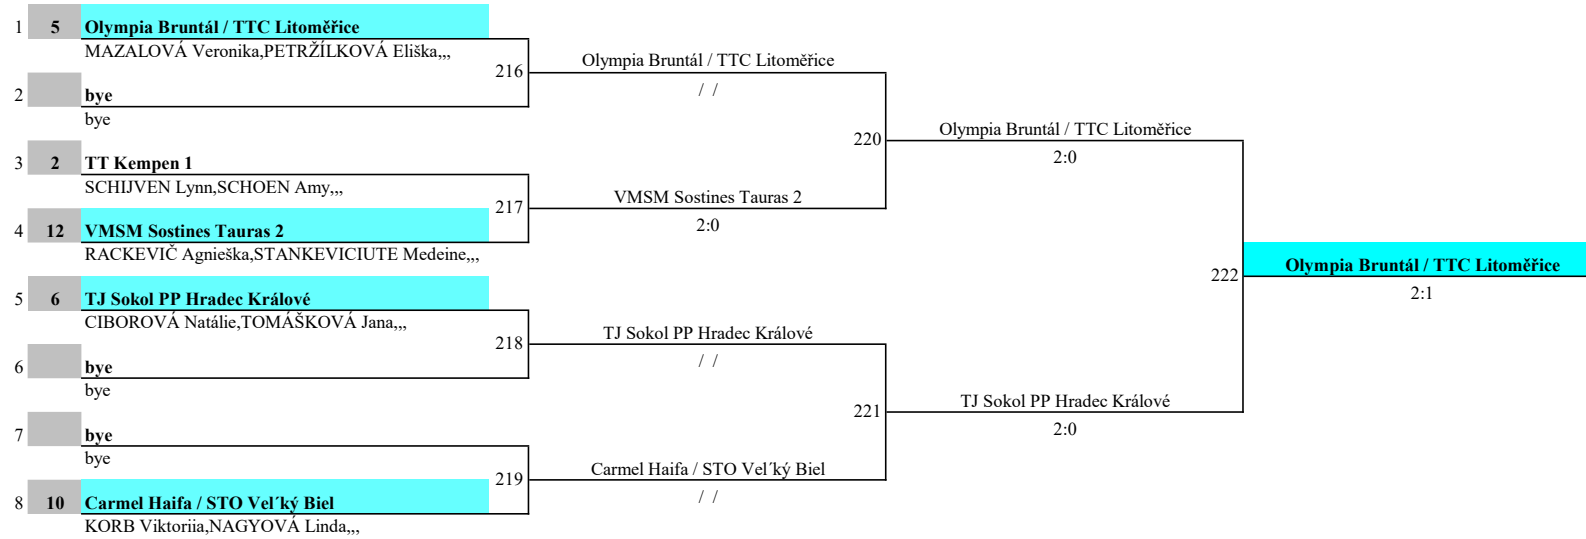 1 5 Olympia Bruntál / TTC Litoměřice
MAZALOVÁ Veronika,PETRŽÍLKOVÁ Eliška,,,
216
Olympia Bruntál / TTC Litoměřice
/ /
2 bye
bye
220
Olympia Bruntál / TTC Litoměřice
2:0
3 2 TT Kempen 1
SCHIJVEN Lynn,SCHOEN Amy,,,
217
VMSM Sostines Tauras 2
2:0
4 12 VMSM Sostines Tauras 2
RACKEVIČ Agnieška,STANKEVICIUTE Medeine,,,
222
Olympia Bruntál / TTC Litoměřice
2:1
5 6 TJ Sokol PP Hradec Králové
CIBOROVÁ Natálie,TOMÁŠKOVÁ Jana,,,
218
TJ Sokol PP Hradec Králové
/ /
6 bye
bye
221
TJ Sokol PP Hradec Králové
2:0
7 bye
bye
219
Carmel Haifa / STO Vel´ký Biel
/ /
8 10 Carmel Haifa / STO Vel´ký Biel
KORB Viktoriia,NAGYOVÁ Linda,,,